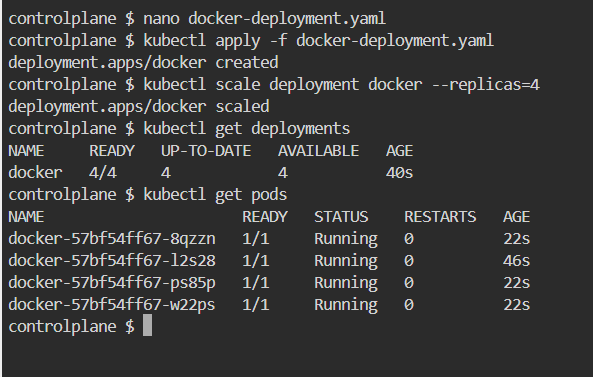 controlplane $ nano docker-deployment.yaml
controlplane $ kubectl apply -f docker-deployment.yaml
deployment.apps/docker created
controlplane $ kubectl scale deployment docker --replicas=4
deployment.apps/docker scaled
controlplane $ kubectl get deployments
NAME     READY   UP-TO-DATE   AVAILABLE   AGE
docker   4/4     4            4           40s
controlplane $ kubectl get pods
NAME                      READY   STATUS    RESTARTS   AGE
docker-57bf54ff67-8qzzn   1/1     Running   0          22s
docker-57bf54ff67-l2s28   1/1     Running   0          46s
docker-57bf54ff67-ps85p   1/1     Running   0          22s
docker-57bf54ff67-w22ps   1/1     Running   0          22s
controlplane $